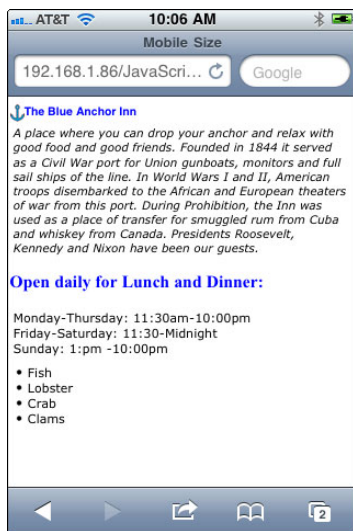 AT&T 10:06 AM
Mobile Size
192.168.1.86/JavaScri... Google
The Blue Anchor Inn
A place where you can drop your anchor and relax with
good food and good friends. Founded in 1844 it served
as a Civil War port for Union gunboats, monitors and full
sail ships of the line. In World Wars I and II, American
troops disembarked to the African and European theaters
of war from this port. During Prohibition, the Inn was
used as a place of transfer for smuggled rum from Cuba
and whiskey from Canada. Presidents Roosevelt,
Kennedy and Nixon have been our guests.
Open daily for Lunch and Dinner:
Monday-Thursday: 11:30am-10:00pm
Friday-Saturday: 11:30-Midnight
Sunday: 1:pm -10:00pm
• Fish
• Lobster
• Crab
• Clams
2